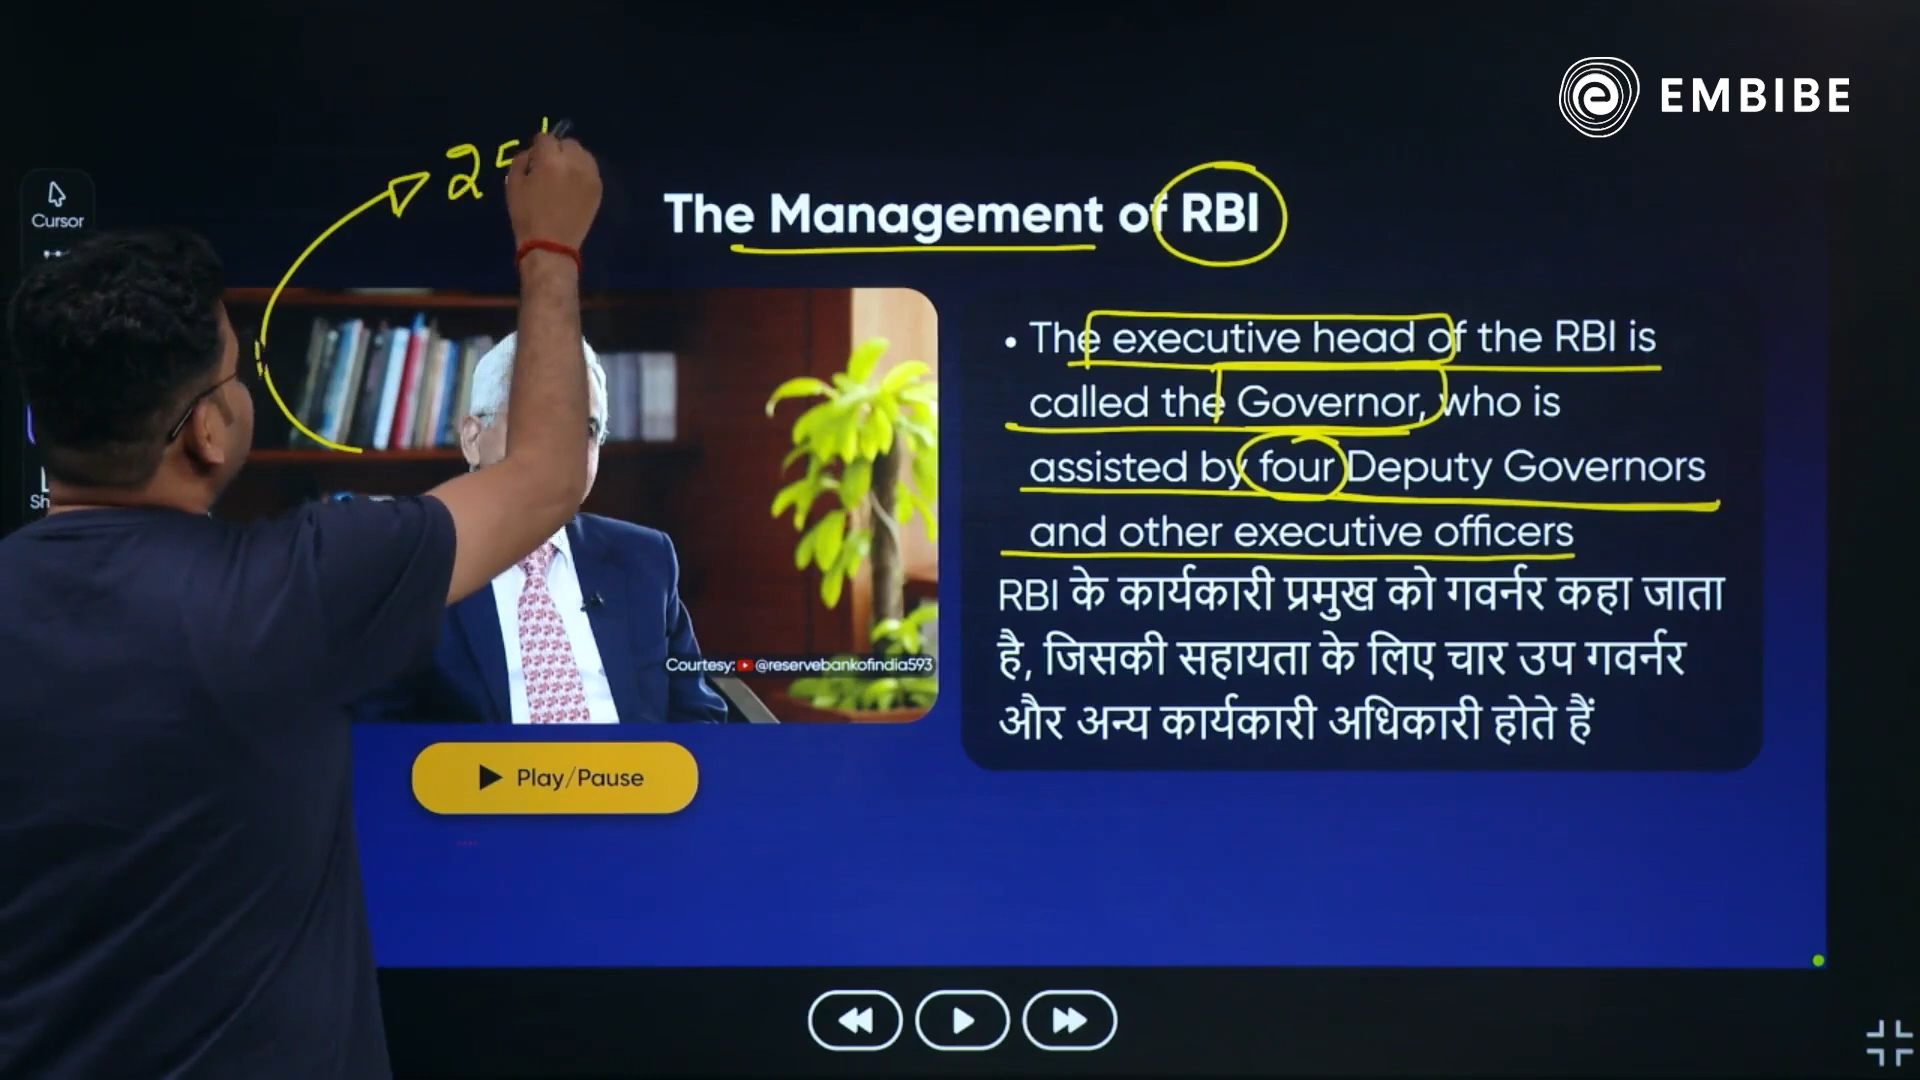 EMBIBE
25
Cursor
The Management of RBI
• The executive head of the RBI is
called the Governor, who is
assisted by four Deputy Governors
and other executive officers
RBI के कार्यकारी प्रमुख को गवर्नर कहा जाता
है, जिसकी सहायता के लिए चार उप गवर्नर
और अन्य कार्यकारी अधिकारी होते हैं
Sh
Courtesy: @reservebankofindia593
Play/Pause